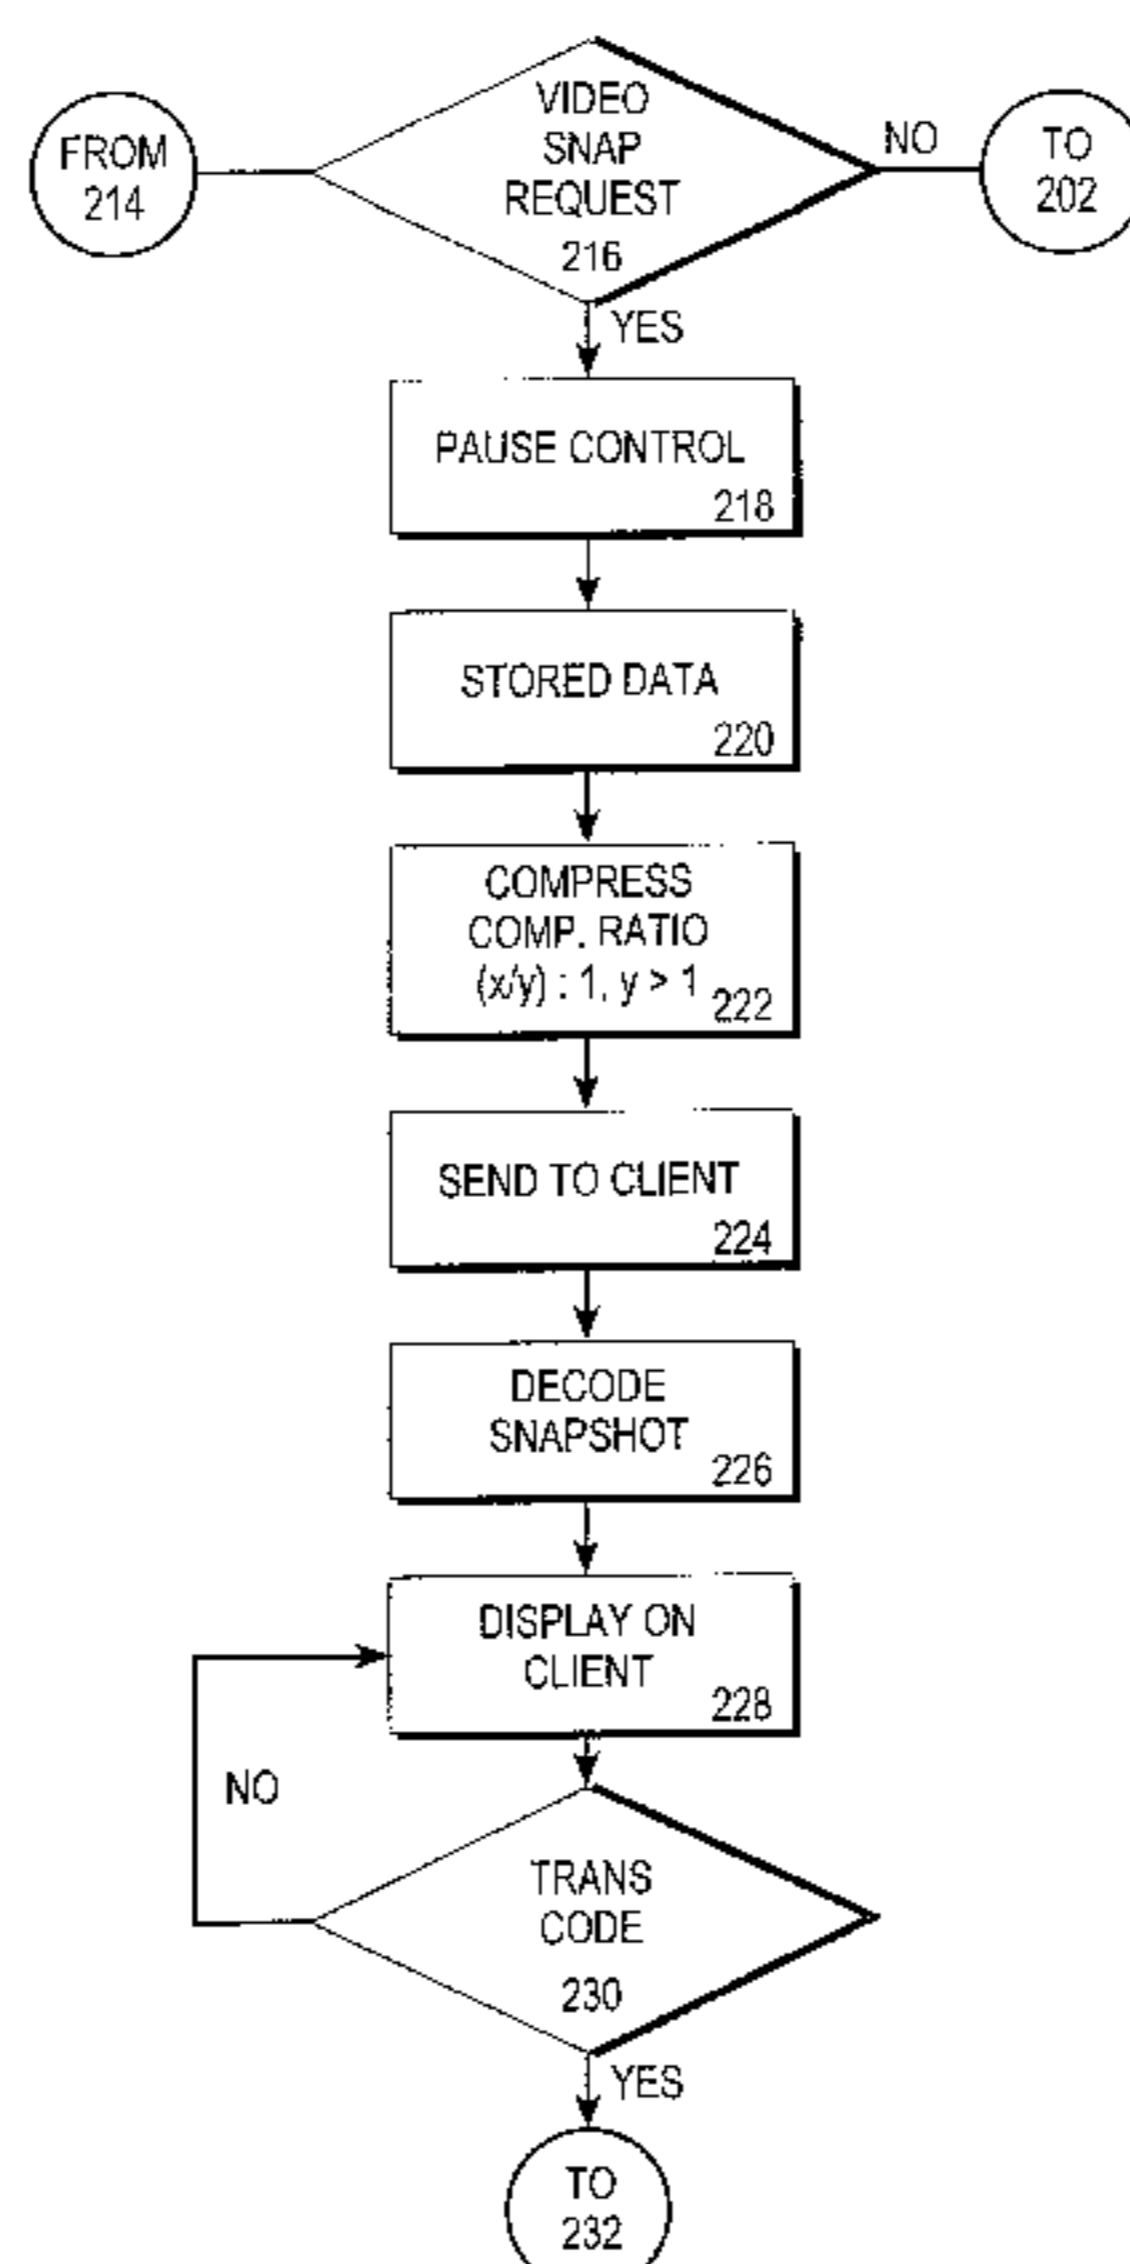 FROM
214
VIDEO
SNAP
REQUEST
216
NO
TO
202
YES
PAUSE CONTROL
218
STORED DATA
220
COMPRESS
COMP. RATIO
(x/y) : 1, y > 1
222
SEND TO CLIENT
224
DECODE
SNAPSHOT
226
DISPLAY ON
CLIENT
228
NO
TRANS
CODE
230
YES
TO
232